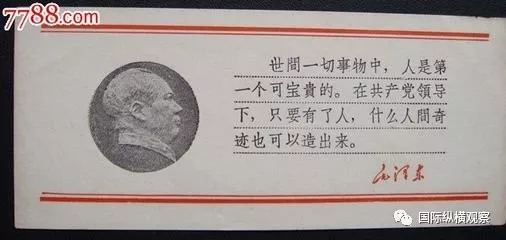 7788.com
世間一切事物中，人是第
一个可宝貴的。在共产党領导
下，只要有了人，什么人間奇
迹也可以造出来。
毛泽东
国际纵横观察